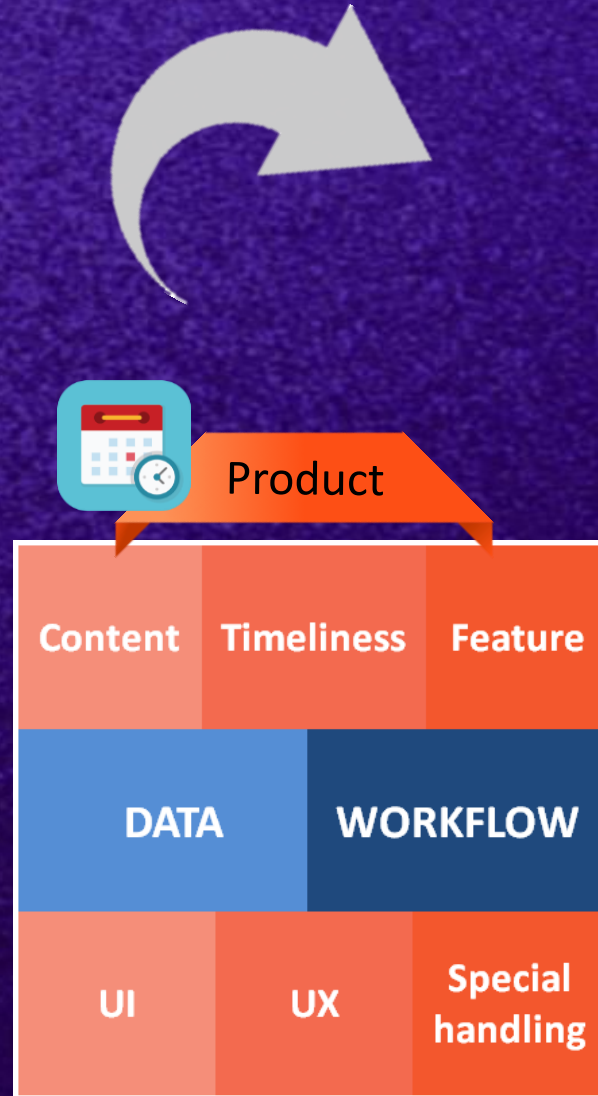 Product
Content Timeliness Feature
DATA WORKFLOW
UI UX Special
handling